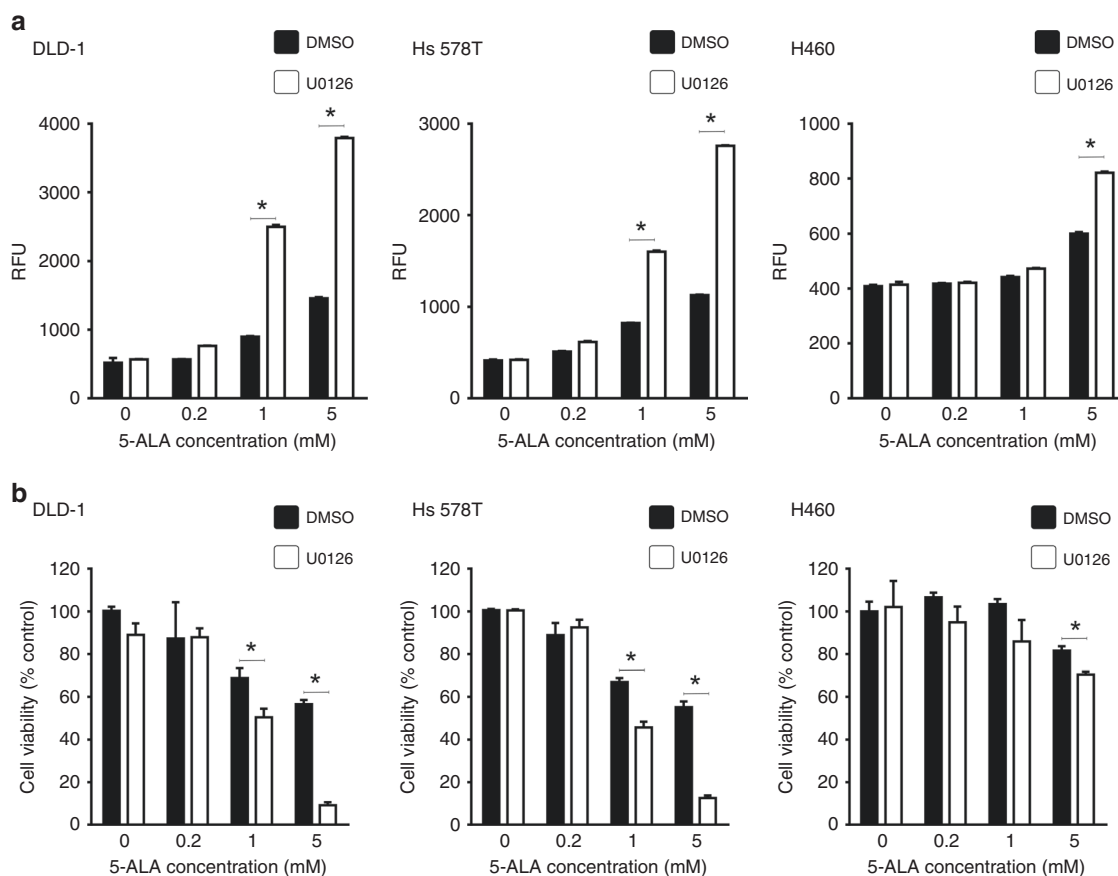 a
DLD-1
DMSO
U0126
Hs 578T
DMSO
U0126
H460
DMSO
U0126
RFU
4000
3000
2000
1000
0
*
*
0 0.2 1 5
5-ALA concentration (mM)
RFU
3000
2000
1000
0
*
*
0 0.2 1 5
5-ALA concentration (mM)
RFU
1000
800
600
400
200
0
*
0 0.2 1 5
5-ALA concentration (mM)
b
DLD-1
DMSO
U0126
Hs 578T
DMSO
U0126
H460
DMSO
U0126
Cell viability (% control)
120
100
80
60
40
20
0
*
*
0 0.2 1 5
5-ALA concentration (mM)
Cell viability (% control)
120
100
80
60
40
20
0
*
*
0 0.2 1 5
5-ALA concentration (mM)
Cell viability (% control)
120
100
80
60
40
20
0
*
0 0.2 1 5
5-ALA concentration (mM)